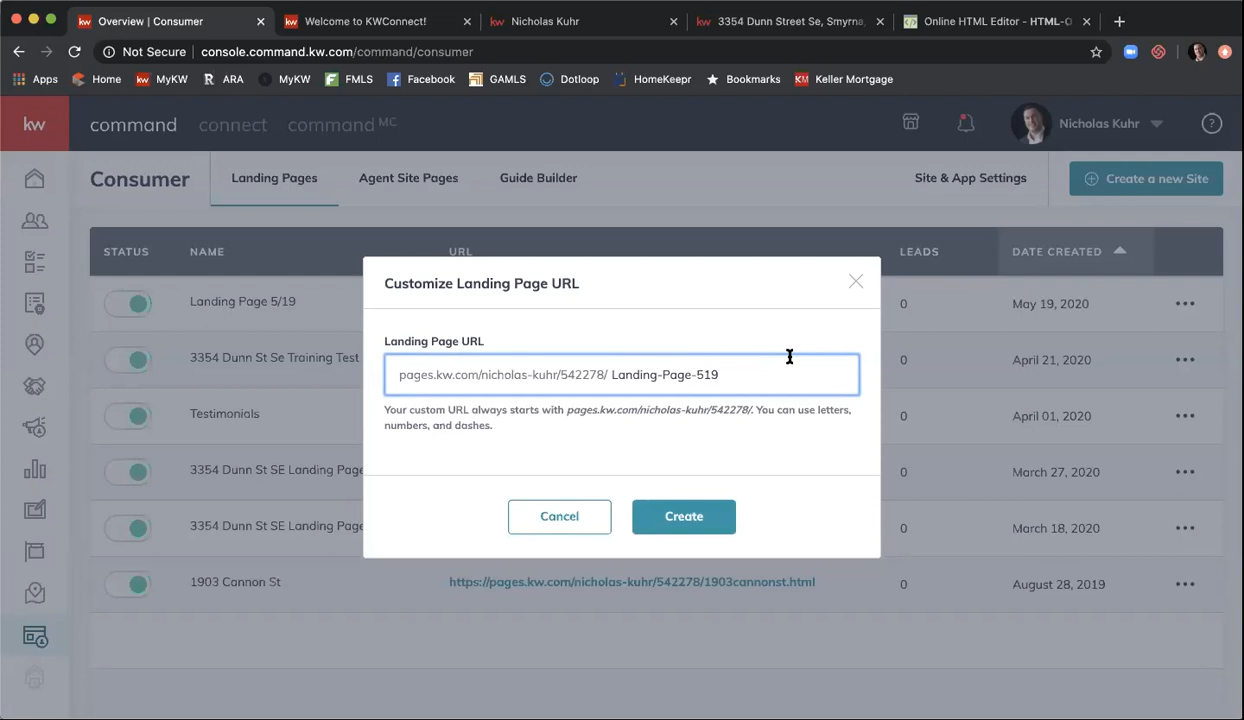 Overview | Consumer
Welcome to KWConnect!
Nicholas Kuhr
3354 Dunn Street Se, Smyrna,
Online HTML Editor - HTML-O
Not Secure | console.command.kw.com/command/consumer
Apps
Home
kw MyKW
R ARA
MyKW
FMLS
Facebook
GAMLS
Dotloop
HomeKeepr
Bookmarks
KM Keller Mortgage
kw
command
connect
command MC
Nicholas Kuhr
?
Consumer
Landing Pages
Agent Site Pages
Guide Builder
Site & App Settings
Create a new Site
STATUS
NAME
URL
LEADS
DATE CREATED
Landing Page 5/19
0
May 19, 2020
3354 Dunn St Se Training Test
0
April 21, 2020
Testimonials
0
April 01, 2020
3354 Dunn St SE Landing Page
0
March 27, 2020
3354 Dunn St SE Landing Page
0
March 18, 2020
1903 Cannon St
https://pages.kw.com/nicholas-kuhr/542278/1903cannonst.html
0
August 28, 2019
Customize Landing Page URL
Landing Page URL
pages.kw.com/nicholas-kuhr/542278/ Landing-Page-519
Your custom URL always starts with pages.kw.com/nicholas-kuhr/542278/. You can use letters,
numbers, and dashes.
Cancel
Create